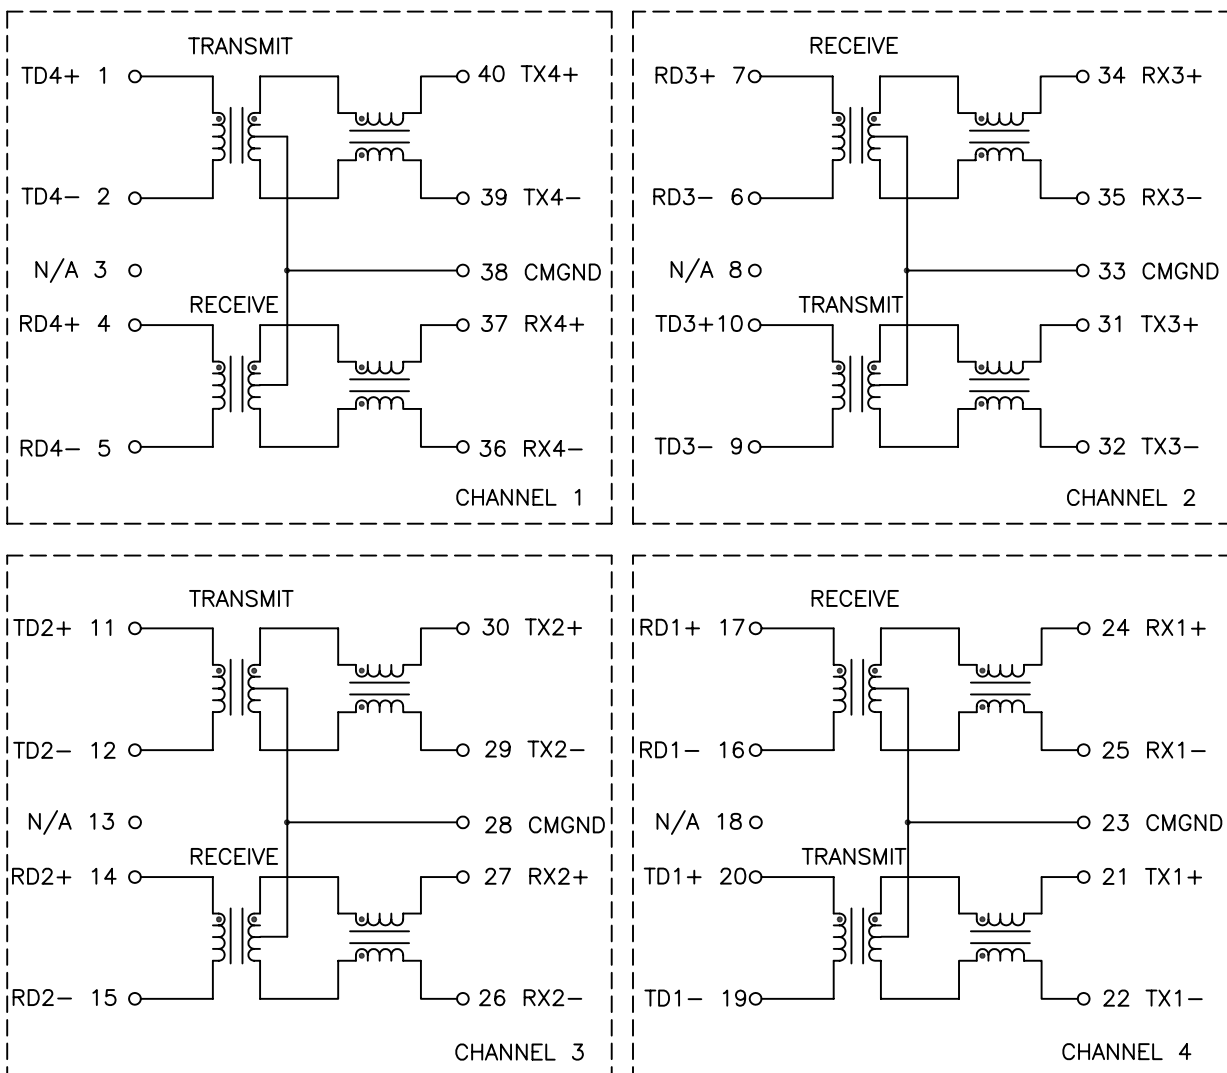 TRANSMIT
TD4+ 1
40 TX4+
TD4− 2
39 TX4−
N/A 3
38 CMGND
RECEIVE
RD4+ 4
37 RX4+
RD4− 5
36 RX4−
CHANNEL 1
RECEIVE
RD3+ 7
34 RX3+
RD3− 6
35 RX3−
N/A 8
33 CMGND
TRANSMIT
TD3+10
31 TX3+
TD3− 9
32 TX3−
CHANNEL 2
TRANSMIT
TD2+ 11
30 TX2+
TD2− 12
29 TX2−
N/A 13
28 CMGND
RECEIVE
RD2+ 14
27 RX2+
RD2− 15
26 RX2−
CHANNEL 3
RECEIVE
RD1+ 17
24 RX1+
RD1− 16
25 RX1−
N/A 18
23 CMGND
TRANSMIT
TD1+ 20
21 TX1+
TD1− 19
22 TX1−
CHANNEL 4